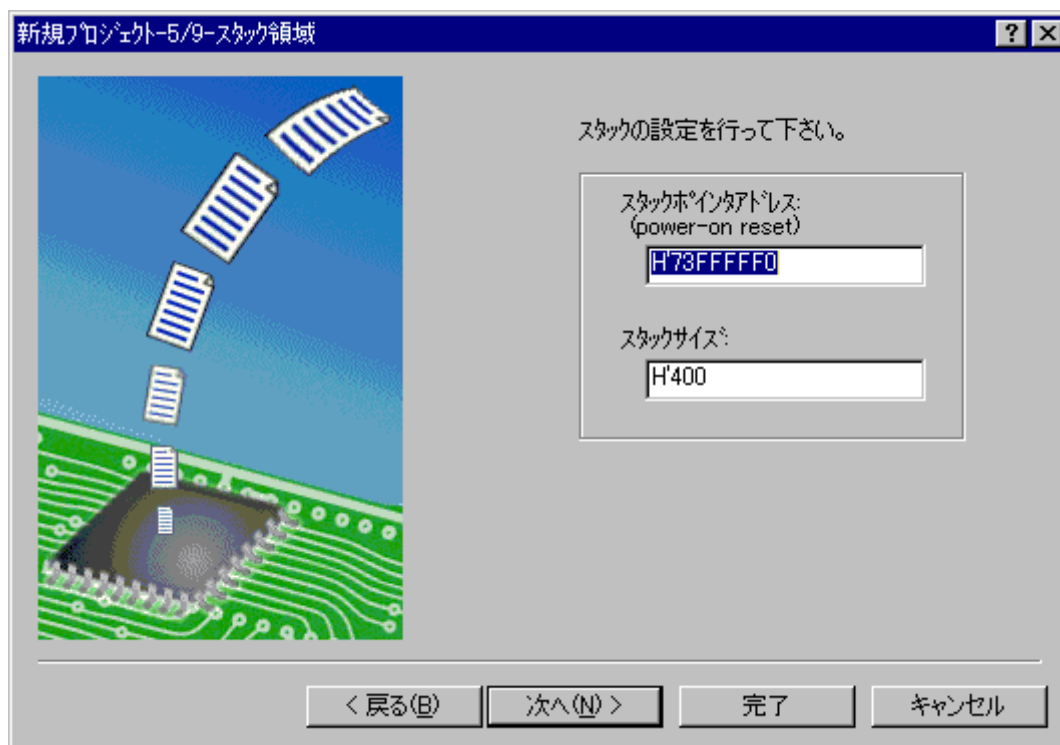 新規ﾌﾟﾛｼﾞｪｸﾄ-5/9-ｽﾀｯｸ領域
ｽﾀｯｸの設定を行って下さい。
ｽﾀｯｸﾎﾟｲﾝﾀｱﾄﾞﾚｽ:
(power-on reset)
H'73FFFFF0
ｽﾀｯｸｻｲｽﾞ:
H'400
< 戻る(B)
次へ(N) >
完了
キャンセル